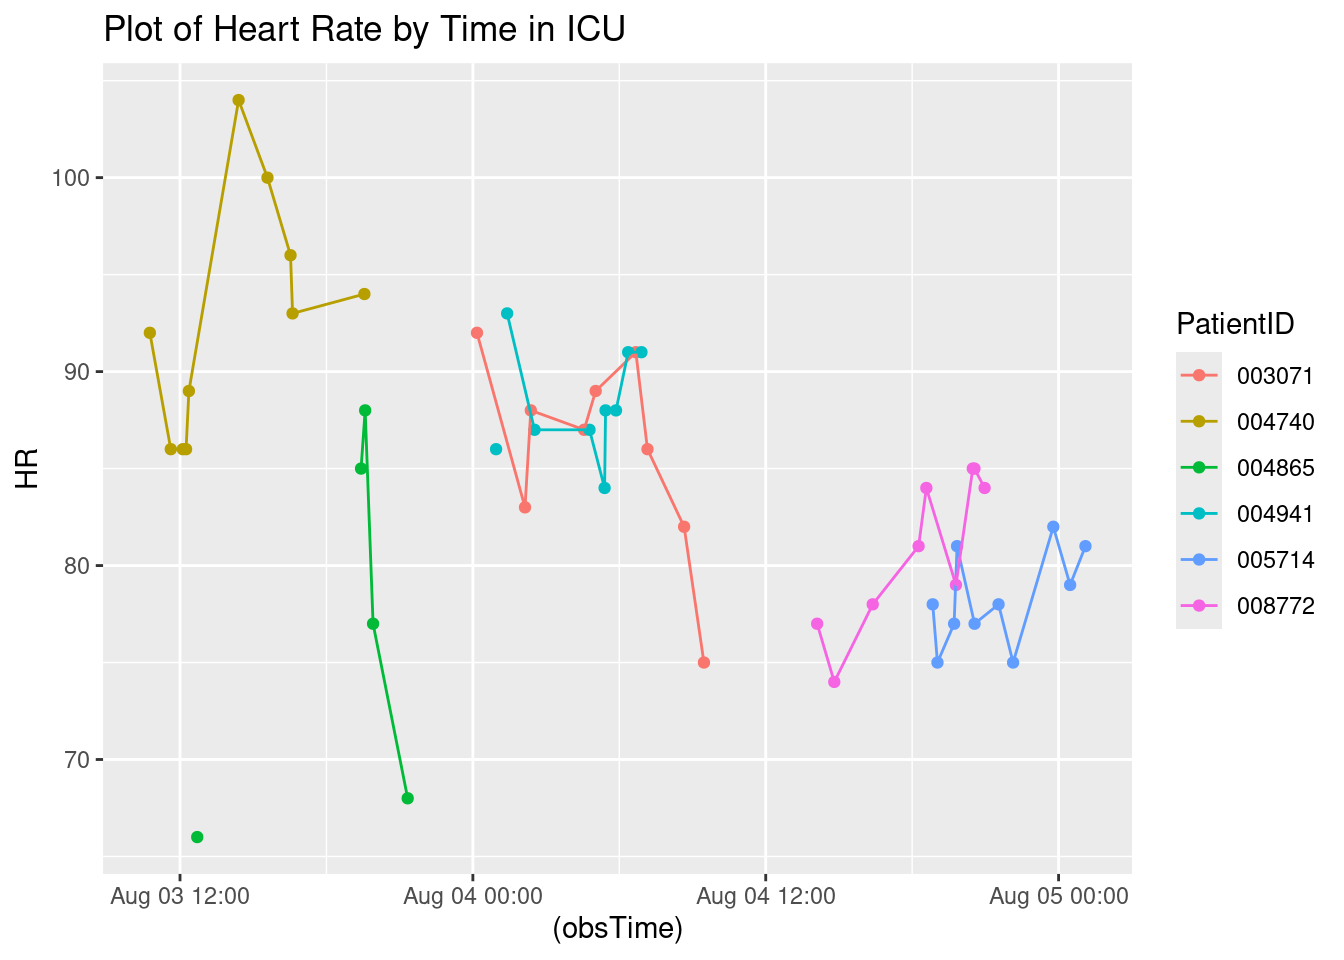 Plot of Heart Rate by Time in ICU
HR
100
90
80
70
Aug 03 12:00
Aug 04 00:00
Aug 04 12:00
Aug 05 00:00
(obsTime)
PatientID
003071
004740
004865
004941
005714
008772